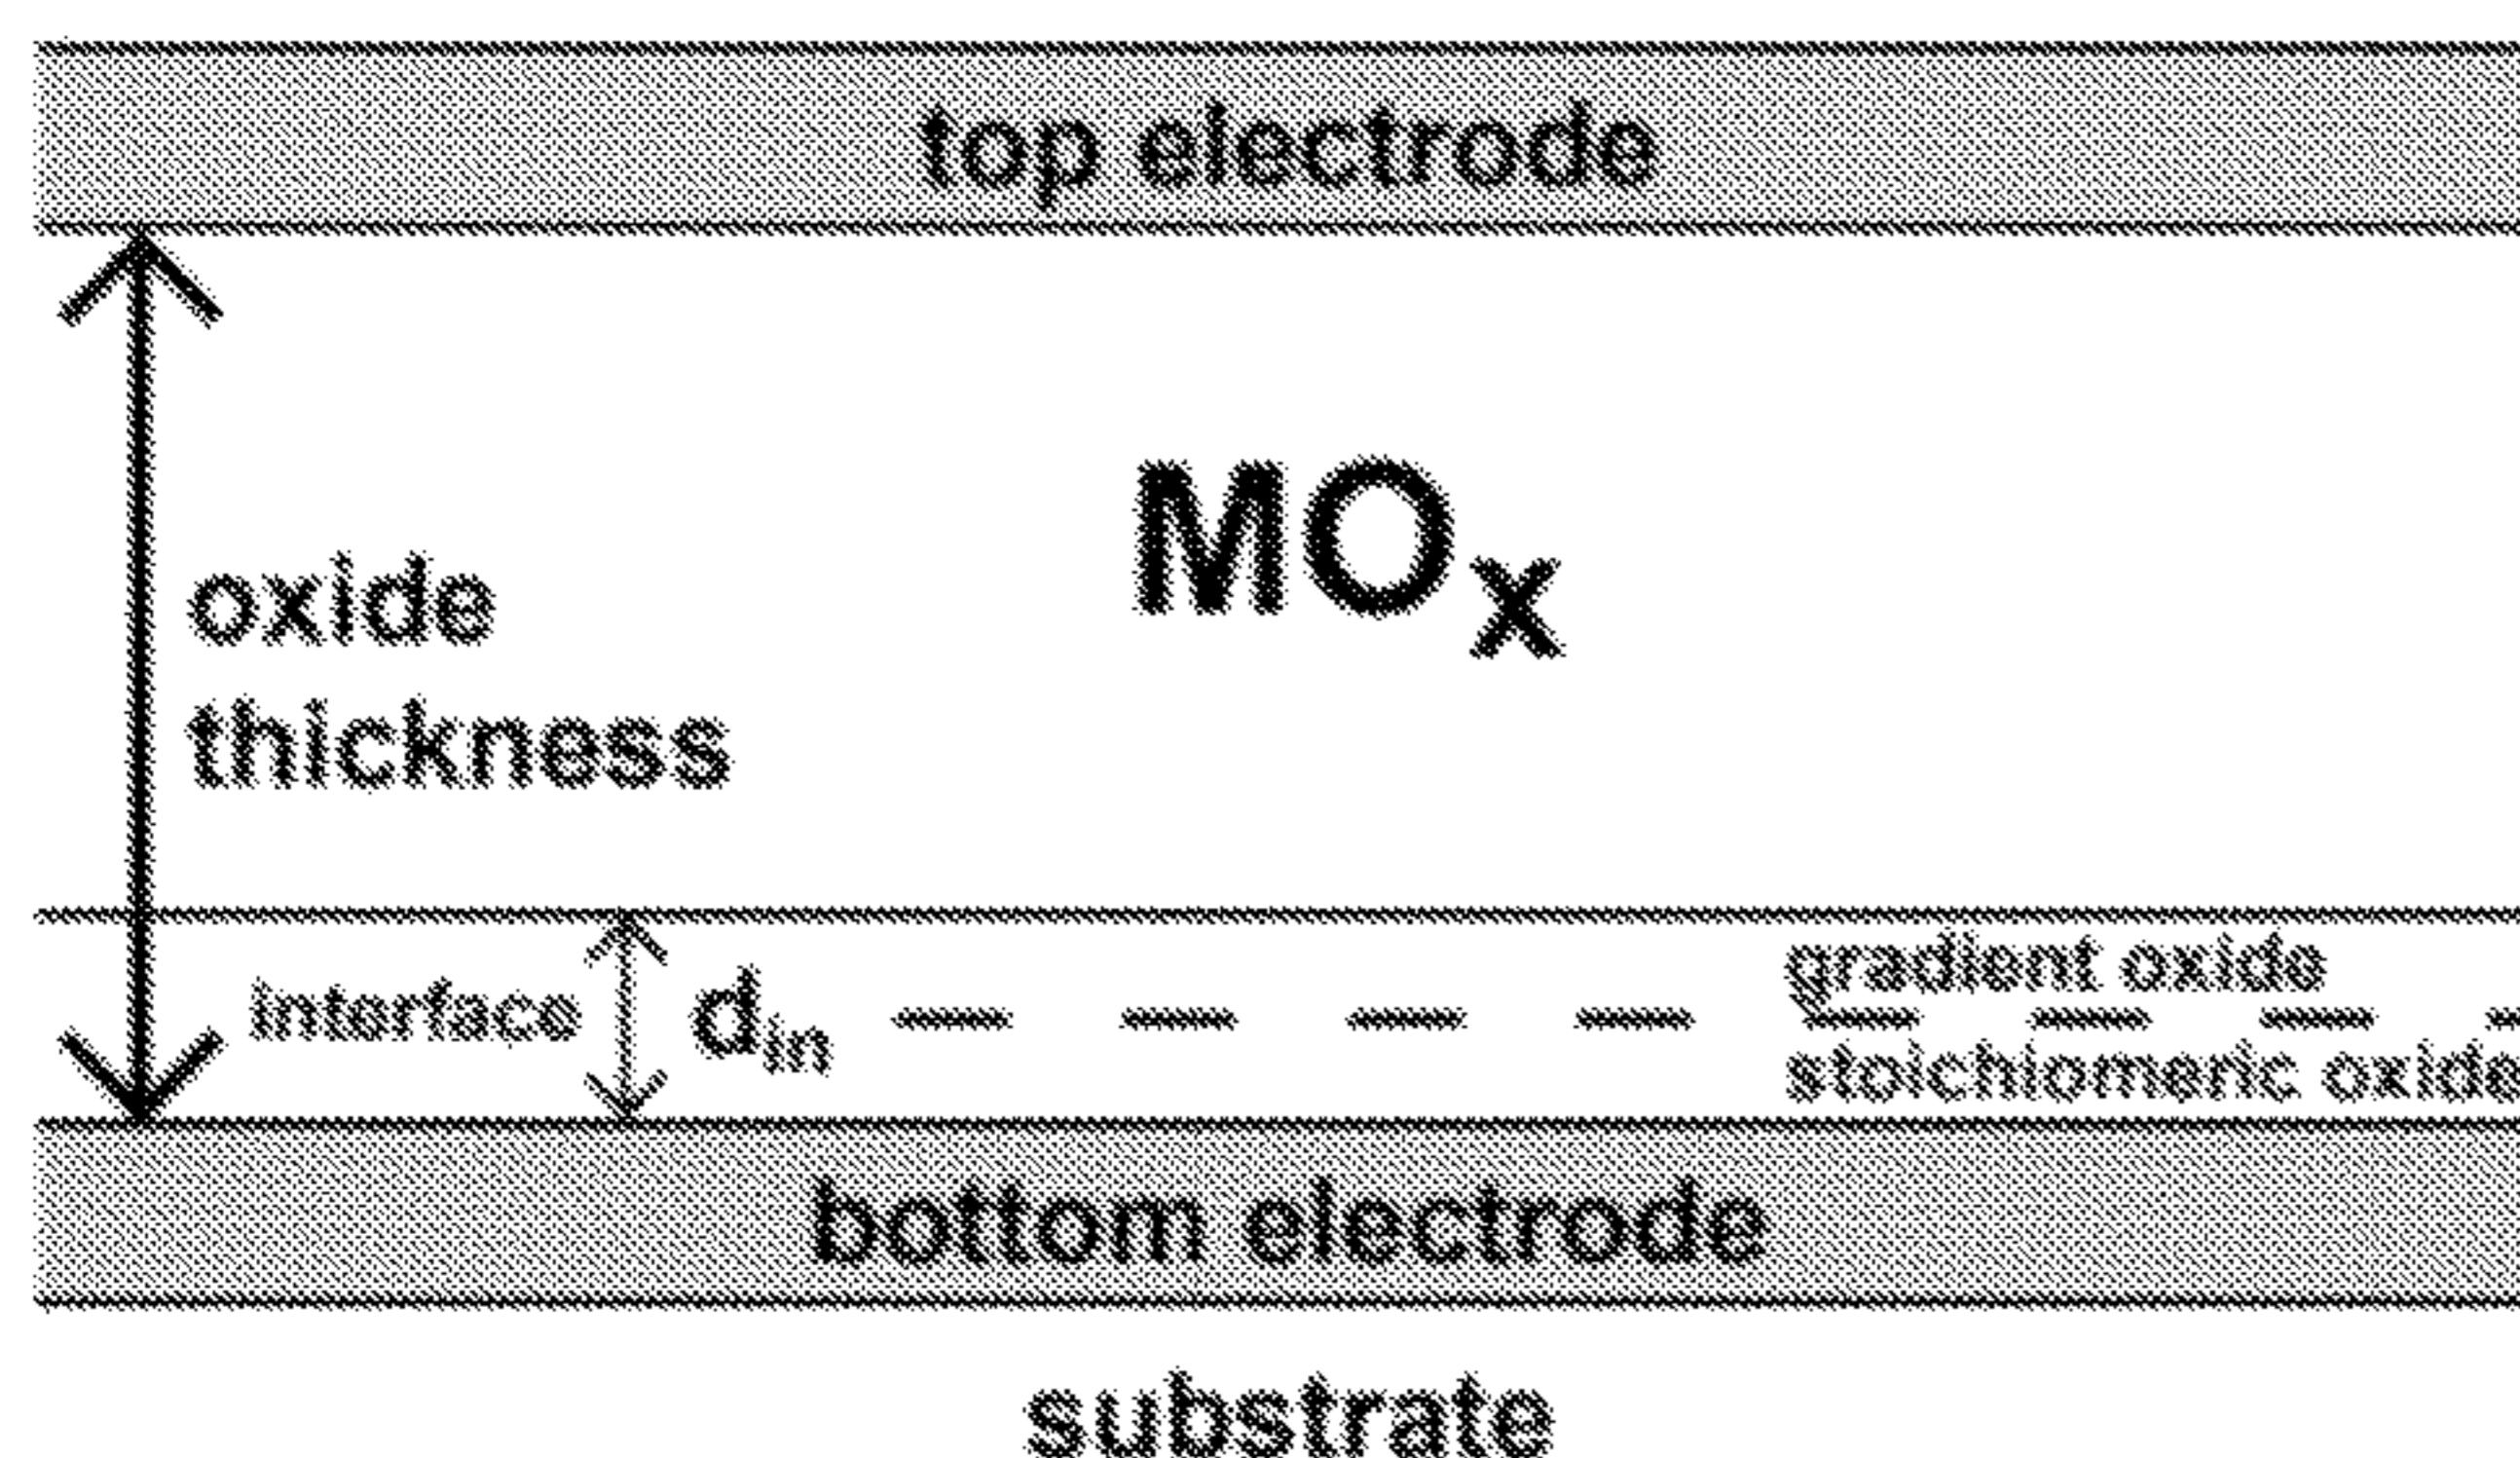 top electrode
MOx
oxide
thickness
interface
din
gradient oxide
stoichiomeric oxide
bottom electrode
substrate